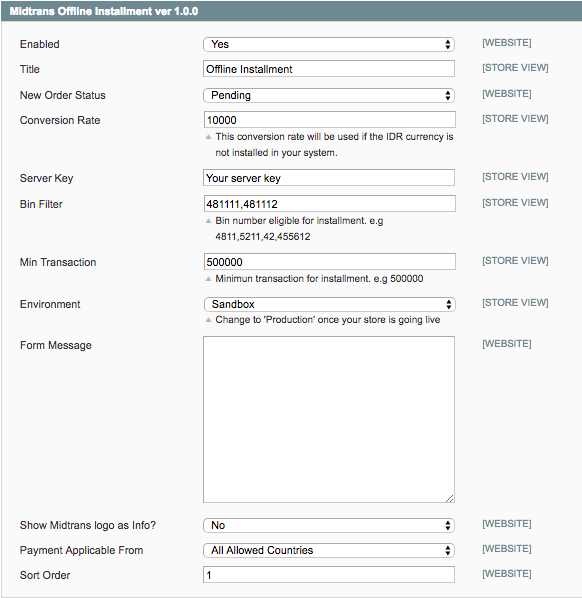 Midtrans Offline Installment ver 1.0.0
Enabled Yes [WEBSITE]
Title Offline Installment [STORE VIEW]
New Order Status Pending [WEBSITE]
Conversion Rate 10000 [STORE VIEW]
This conversion rate will be used if the IDR currency is
not installed in your system.
Server Key Your server key [STORE VIEW]
Bin Filter 481111,481112 [STORE VIEW]
Bin number eligible for installment. e.g
4811,5211,42,455612
Min Transaction 500000 [STORE VIEW]
Minimun transaction for installment. e.g 500000
Environment Sandbox [STORE VIEW]
Change to 'Production' once your store is going live
Form Message [WEBSITE]
Show Midtrans logo as Info? No [WEBSITE]
Payment Applicable From All Allowed Countries [WEBSITE]
Sort Order 1 [WEBSITE]